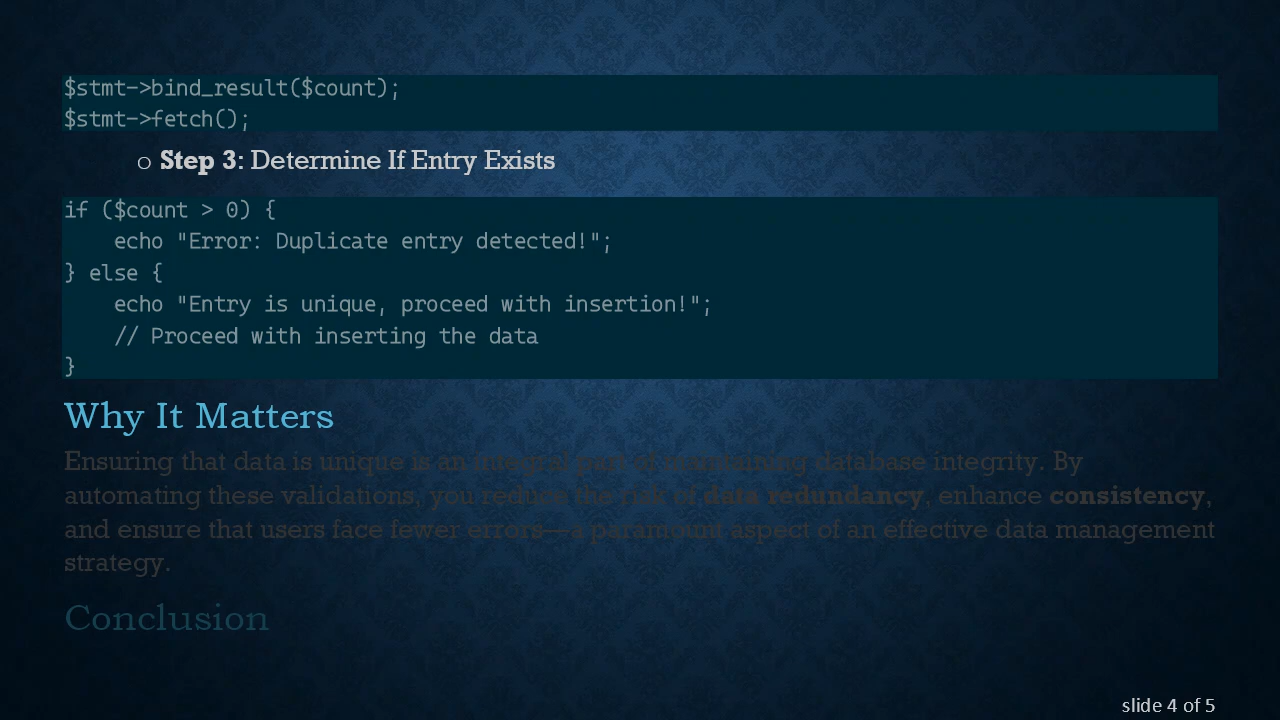 $stmt->bind_result($count);
$stmt->fetch();
o Step 3: Determine If Entry Exists
if ($count > 0) {
    echo "Error: Duplicate entry detected!";
} else {
    echo "Entry is unique, proceed with insertion!";
    // Proceed with inserting the data
}
Why It Matters
Ensuring that data is unique is an integral part of maintaining database integrity. By
automating these validations, you reduce the risk of data redundancy, enhance consistency,
and ensure that users face fewer errors—a paramount aspect of an effective data management
strategy.
Conclusion
slide 4 of 5